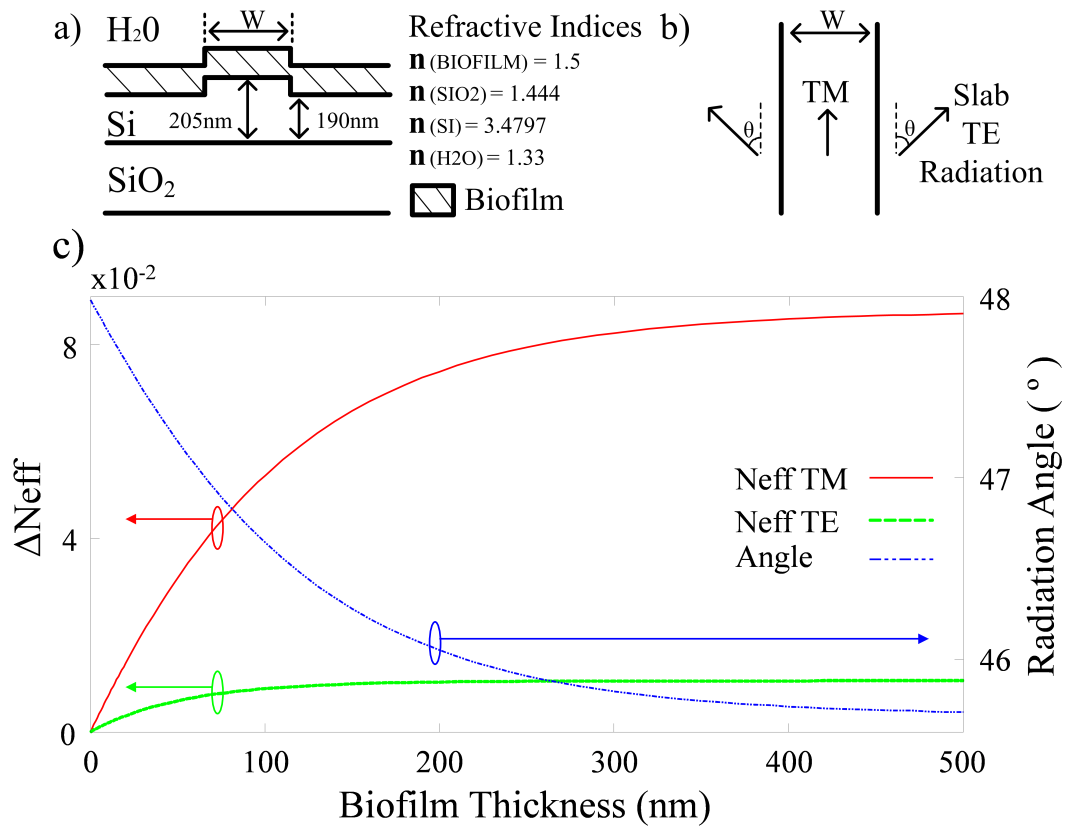 a)
H₂0
W
Si
205nm
190nm
SiO₂
Refractive Indices
n (BIOFILM) = 1.5
n (SIO2) = 1.444
n (SI) = 3.4797
n (H2O) = 1.33
Biofilm
b)
W
TM
θ
θ
Slab
TE
Radiation
c)
x10⁻²
8
4
0
ΔNeff
0
100
200
300
400
500
Biofilm Thickness (nm)
48
47
46
Radiation Angle ( º )
Neff TM
Neff TE
Angle